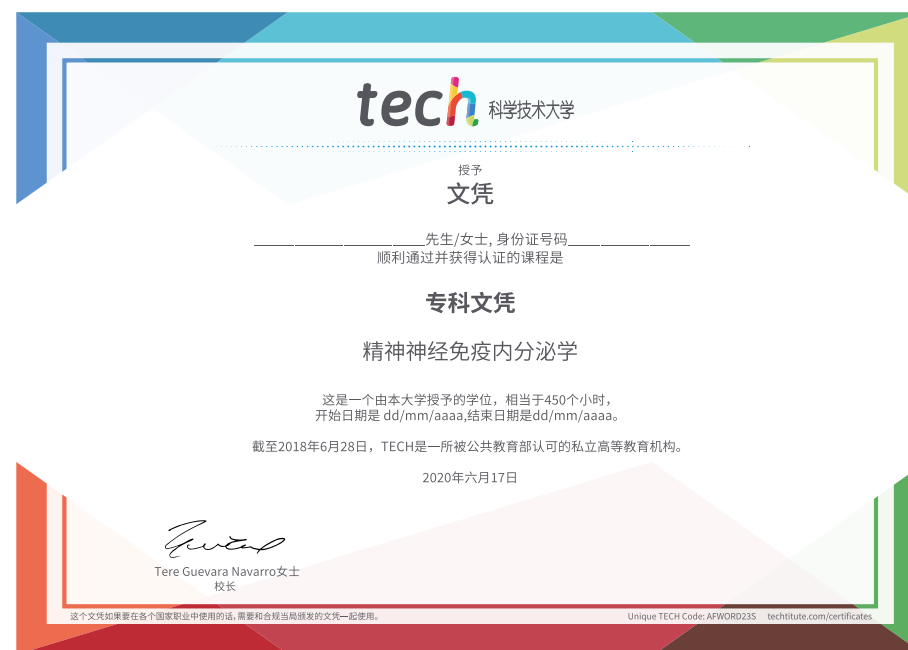 tech 科学技术大学
授予
文凭
______________________先生/女士, 身份证号码_______________
顺利通过并获得认证的课程是
专科文凭
精神神经免疫内分泌学
这是一个由本大学授予的学位，相当于450个小时，
开始日期是 dd/mm/aaaa,结束日期是dd/mm/aaaa。
截至2018年6月28日，TECH是一所被公共教育部认可的私立高等教育机构。
2020年六月17日
Tere Guevara Navarro女士
校长
这个文凭如果要在各个国家职业中使用的话,需要和合规当局颁发的文凭一起使用。
Unique TECH Code: AFWORD23S techtitute.com/certificates